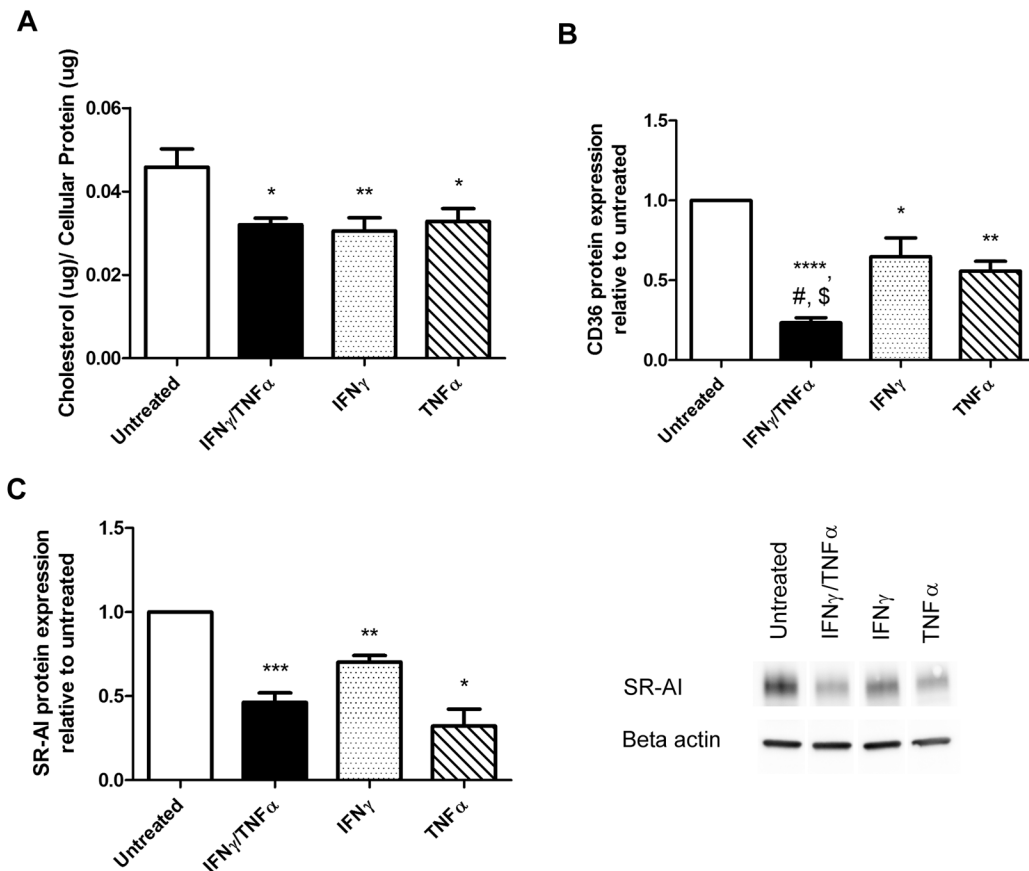 A
Cholesterol (ug)/ Cellular Protein (ug)
0.06
0.04
0.02
0.00
*
**
*
Untreated
IFNγ/TNFα
IFNγ
TNFα
B
CD36 protein expression
relative to untreated
1.5
1.0
0.5
0.0
****,
#, $
*
**
Untreated
IFNγ/TNFα
IFNγ
TNFα
C
SR-AI protein expression
relative to untreated
1.5
1.0
0.5
0.0
***
**
*
Untreated
IFNγ/TNFα
IFNγ
TNFα
Untreated
IFNγ/TNFα
IFNγ
TNFα
SR-AI
Beta actin